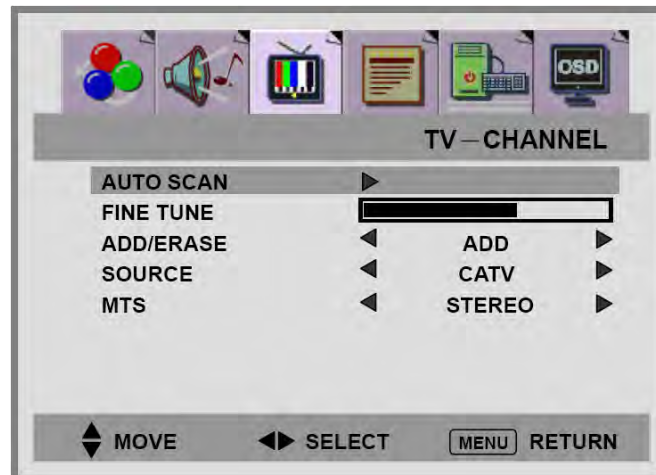 OSD
TV – CHANNEL
AUTO SCAN
FINE TUNE
ADD/ERASE ADD
SOURCE CATV
MTS STEREO
MOVE SELECT MENU RETURN